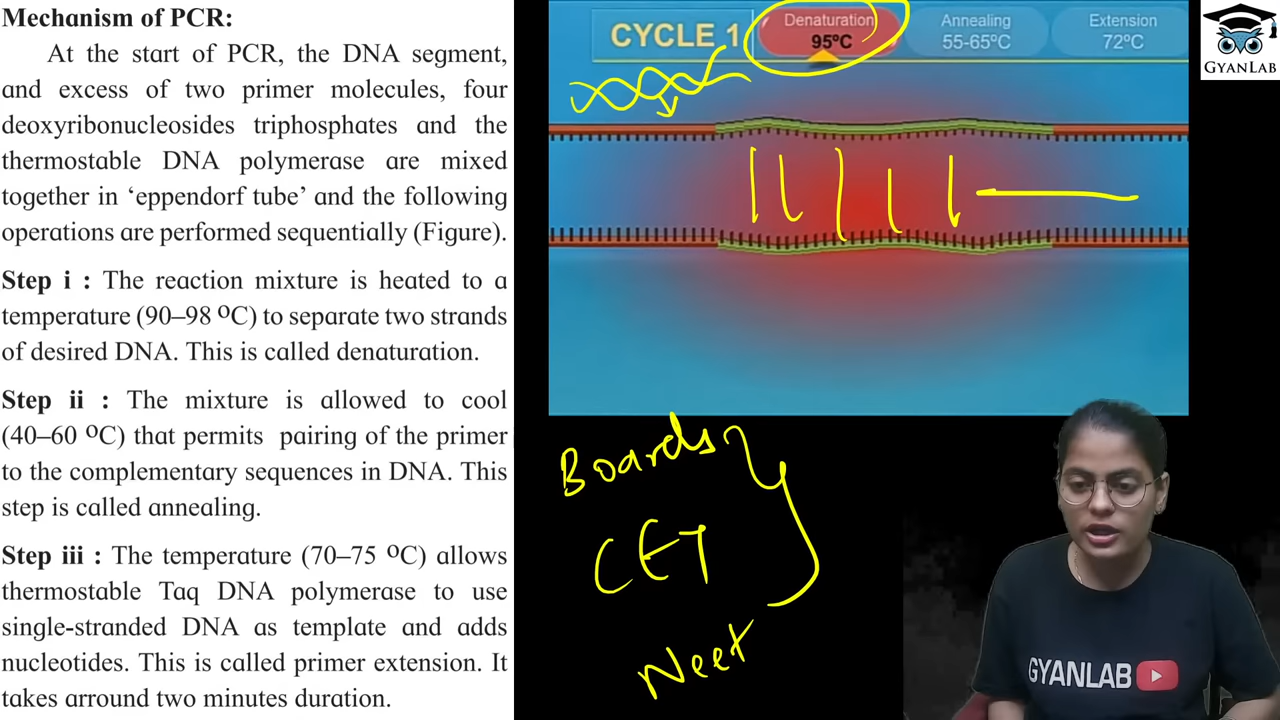 Mechanism of PCR:
At the start of PCR, the DNA segment,
and excess of two primer molecules, four
deoxyribonucleosides triphosphates and the
thermostable DNA polymerase are mixed
together in ‘eppendorf tube’ and the following
operations are performed sequentially (Figure).
Step i : The reaction mixture is heated to a
temperature (90–98 ⁰C) to separate two strands
of desired DNA. This is called denaturation.
Step ii : The mixture is allowed to cool
(40–60 ⁰C) that permits pairing of the primer
to the complementary sequences in DNA. This
step is called annealing.
Step iii : The temperature (70–75 ⁰C) allows
thermostable Taq DNA polymerase to use
single-stranded DNA as template and adds
nucleotides. This is called primer extension. It
takes arround two minutes duration.
CYCLE 1
Denaturation
95ºC
Annealing
55-65ºC
Extension
72ºC
GYANLAB
Boards
CET
Neet
GYANLAB